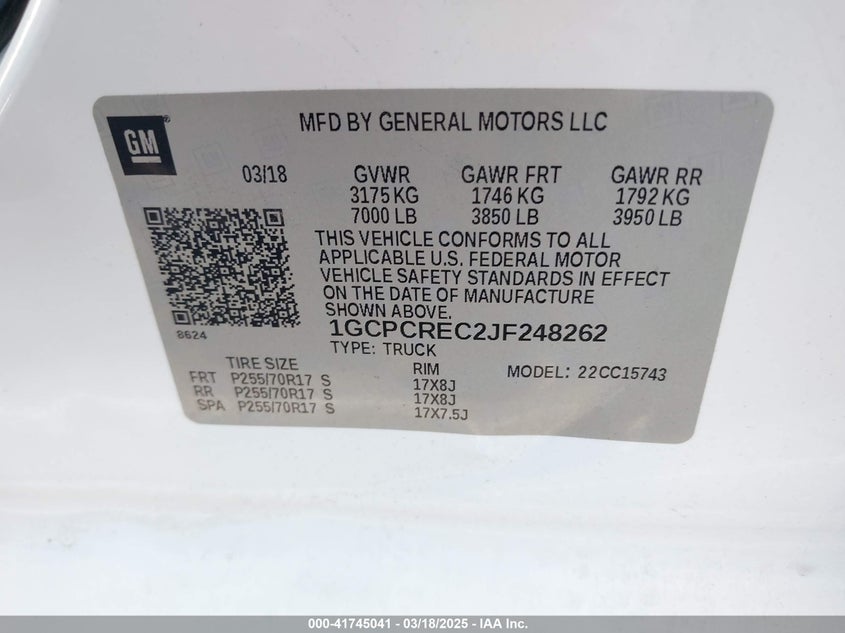 GM
MFD BY GENERAL MOTORS LLC
03/18 GVWR GAWR FRT GAWR RR
3175 KG 1746 KG 1792 KG
7000 LB 3850 LB 3950 LB
THIS VEHICLE CONFORMS TO ALL
APPLICABLE U.S. FEDERAL MOTOR
VEHICLE SAFETY STANDARDS IN EFFECT
ON THE DATE OF MANUFACTURE
SHOWN ABOVE.
8624
1GCPCREC2JF248262
TYPE: TRUCK
TIRE SIZE RIM MODEL: 22CC15743
FRT P255/70R17 S 17X8J
RR P255/70R17 S 17X8J
SPA P255/70R17 S 17X7.5J
000-41745041 - 03/18/2025 - IAA Inc.